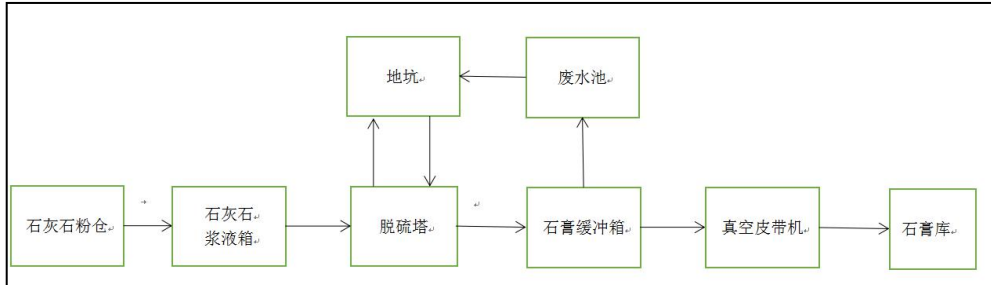 地坑
废水池
石灰石粉仓
石灰石
浆液箱
脱硫塔
石膏缓冲箱
真空皮带机
石膏库